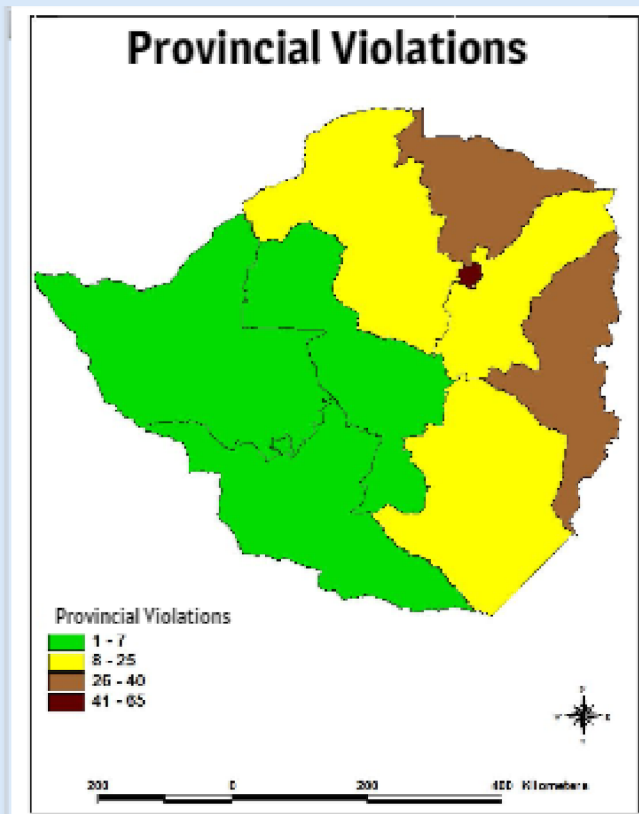 Provincial Violations
Provincial Violations
1 - 7
8 - 25
26 - 40
41 - 65
200 0 200 400 Kilometers